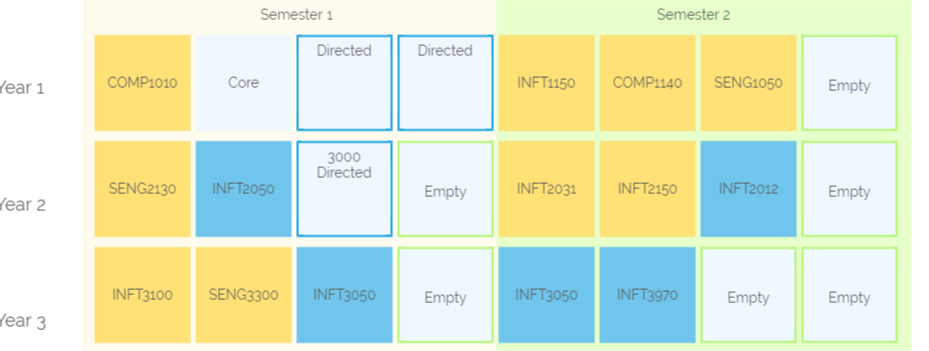 Semester 1
Semester 2
Year 1
COMP1010
Core
Directed
Directed
INFT1150
COMP1140
SENG1050
Empty
Year 2
SENG2130
INFT2050
3000
Directed
Empty
INFT2031
INFT2150
INFT2012
Empty
Year 3
INFT3100
SENG3300
INFT3050
Empty
INFT3050
INFT3970
Empty
Empty